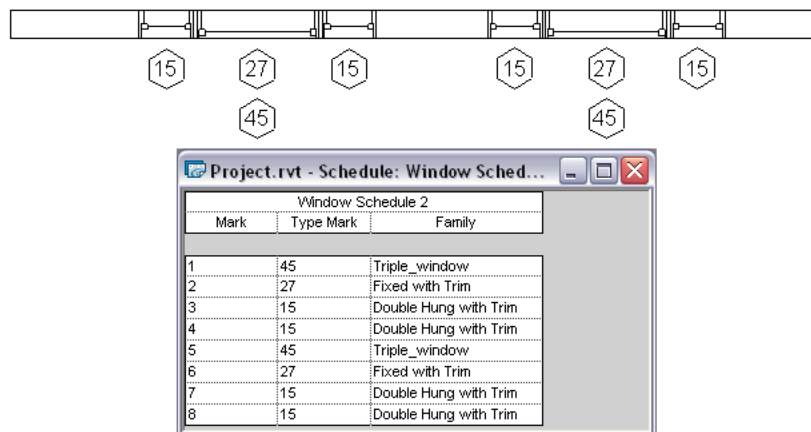 15 27 15 15 27 15
45 45
Project.rvt - Schedule: Window Sched...
Window Schedule 2
Mark Type Mark Family
1 45 Triple_window
2 27 Fixed with Trim
3 15 Double Hung with Trim
4 15 Double Hung with Trim
5 45 Triple_window
6 27 Fixed with Trim
7 15 Double Hung with Trim
8 15 Double Hung with Trim